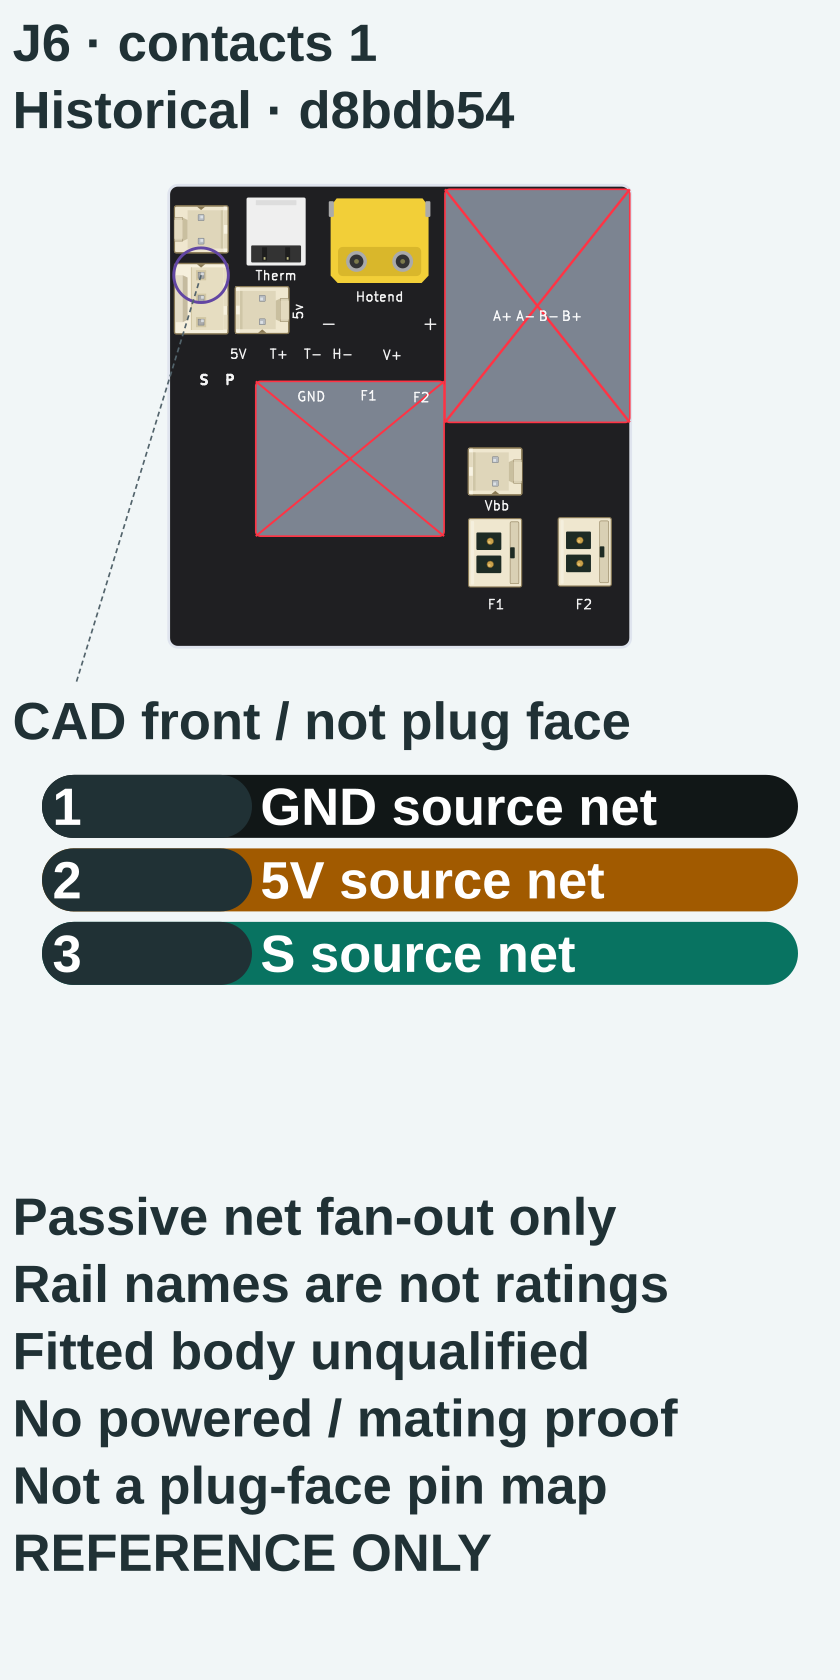 J6 · contacts 1
Historical · d8bdb54
Therm
Hotend
5v
− +
A+ A- B- B+
5V T+ T- H- V+
S P
GND F1 F2
Vbb
F1 F2
CAD front / not plug face
1 GND source net
2 5V source net
3 S source net
Passive net fan-out only
Rail names are not ratings
Fitted body unqualified
No powered / mating proof
Not a plug-face pin map
REFERENCE ONLY